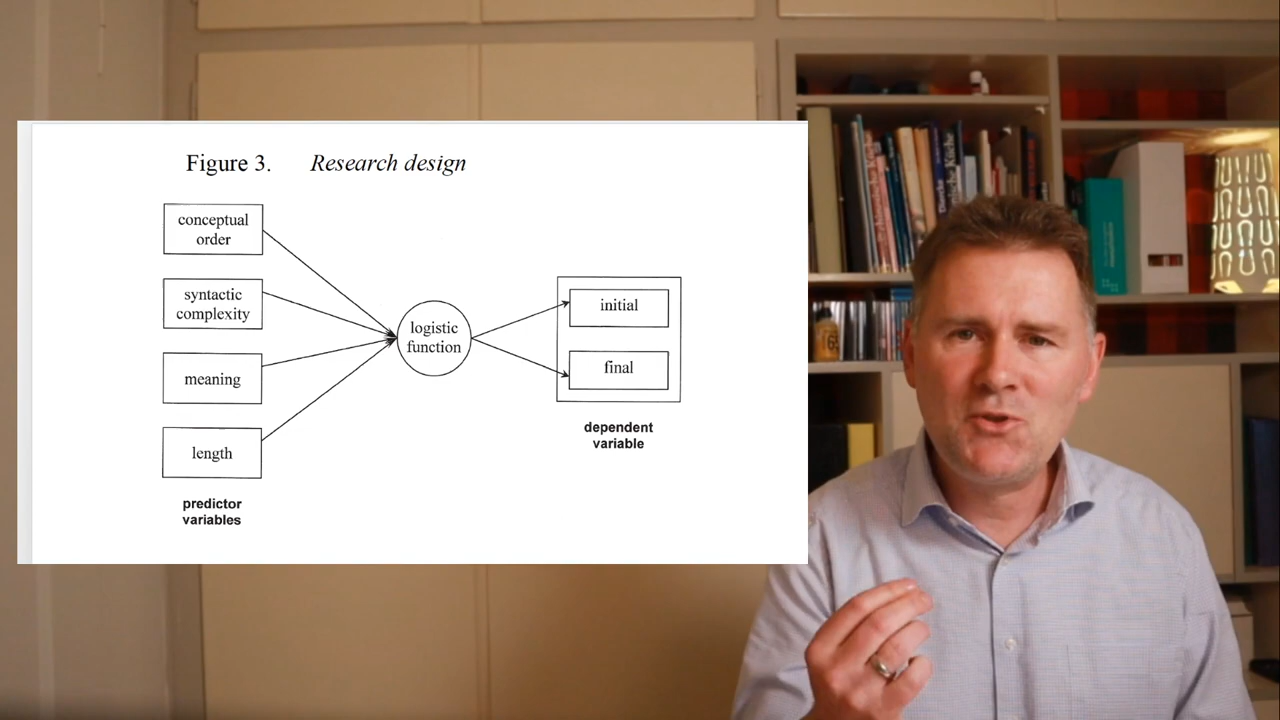 Figure 3. Research design
conceptual
order
syntactic
complexity
meaning
length
predictor
variables
logistic
function
initial
final
dependent
variable